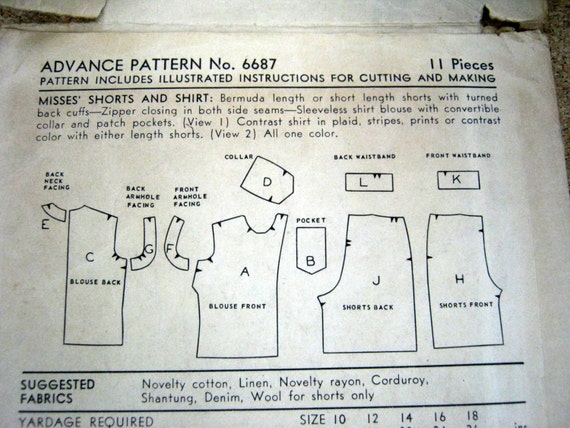 ADVANCE PATTERN No. 6687 11 Pieces
PATTERN INCLUDES ILLUSTRATED INSTRUCTIONS FOR CUTTING AND MAKING
MISSES' SHORTS AND SHIRT: Bermuda length or short length shorts with turned
back cuffs—Zipper closing in both side seams—Sleeveless shirt blouse with convertible
collar and patch pockets. (View 1) Contrast shirt in plaid, stripes, prints or contrast
color with either length shorts. (View 2) All one color.
COLLAR
BACK WAISTBAND
FRONT WAISTBAND
BACK
NECK
FACING
BACK
ARMHOLE
FACING
FRONT
ARMHOLE
FACING
D
L
K
POCKET
E
C
G
F
A
B
J
H
BLOUSE BACK
BLOUSE FRONT
SHORTS BACK
SHORTS FRONT
SUGGESTED
FABRICS
Novelty cotton, Linen, Novelty rayon, Corduroy,
Shantung, Denim, Wool for shorts only
YARDAGE REQUIRED SIZE 10 12 14 16 18